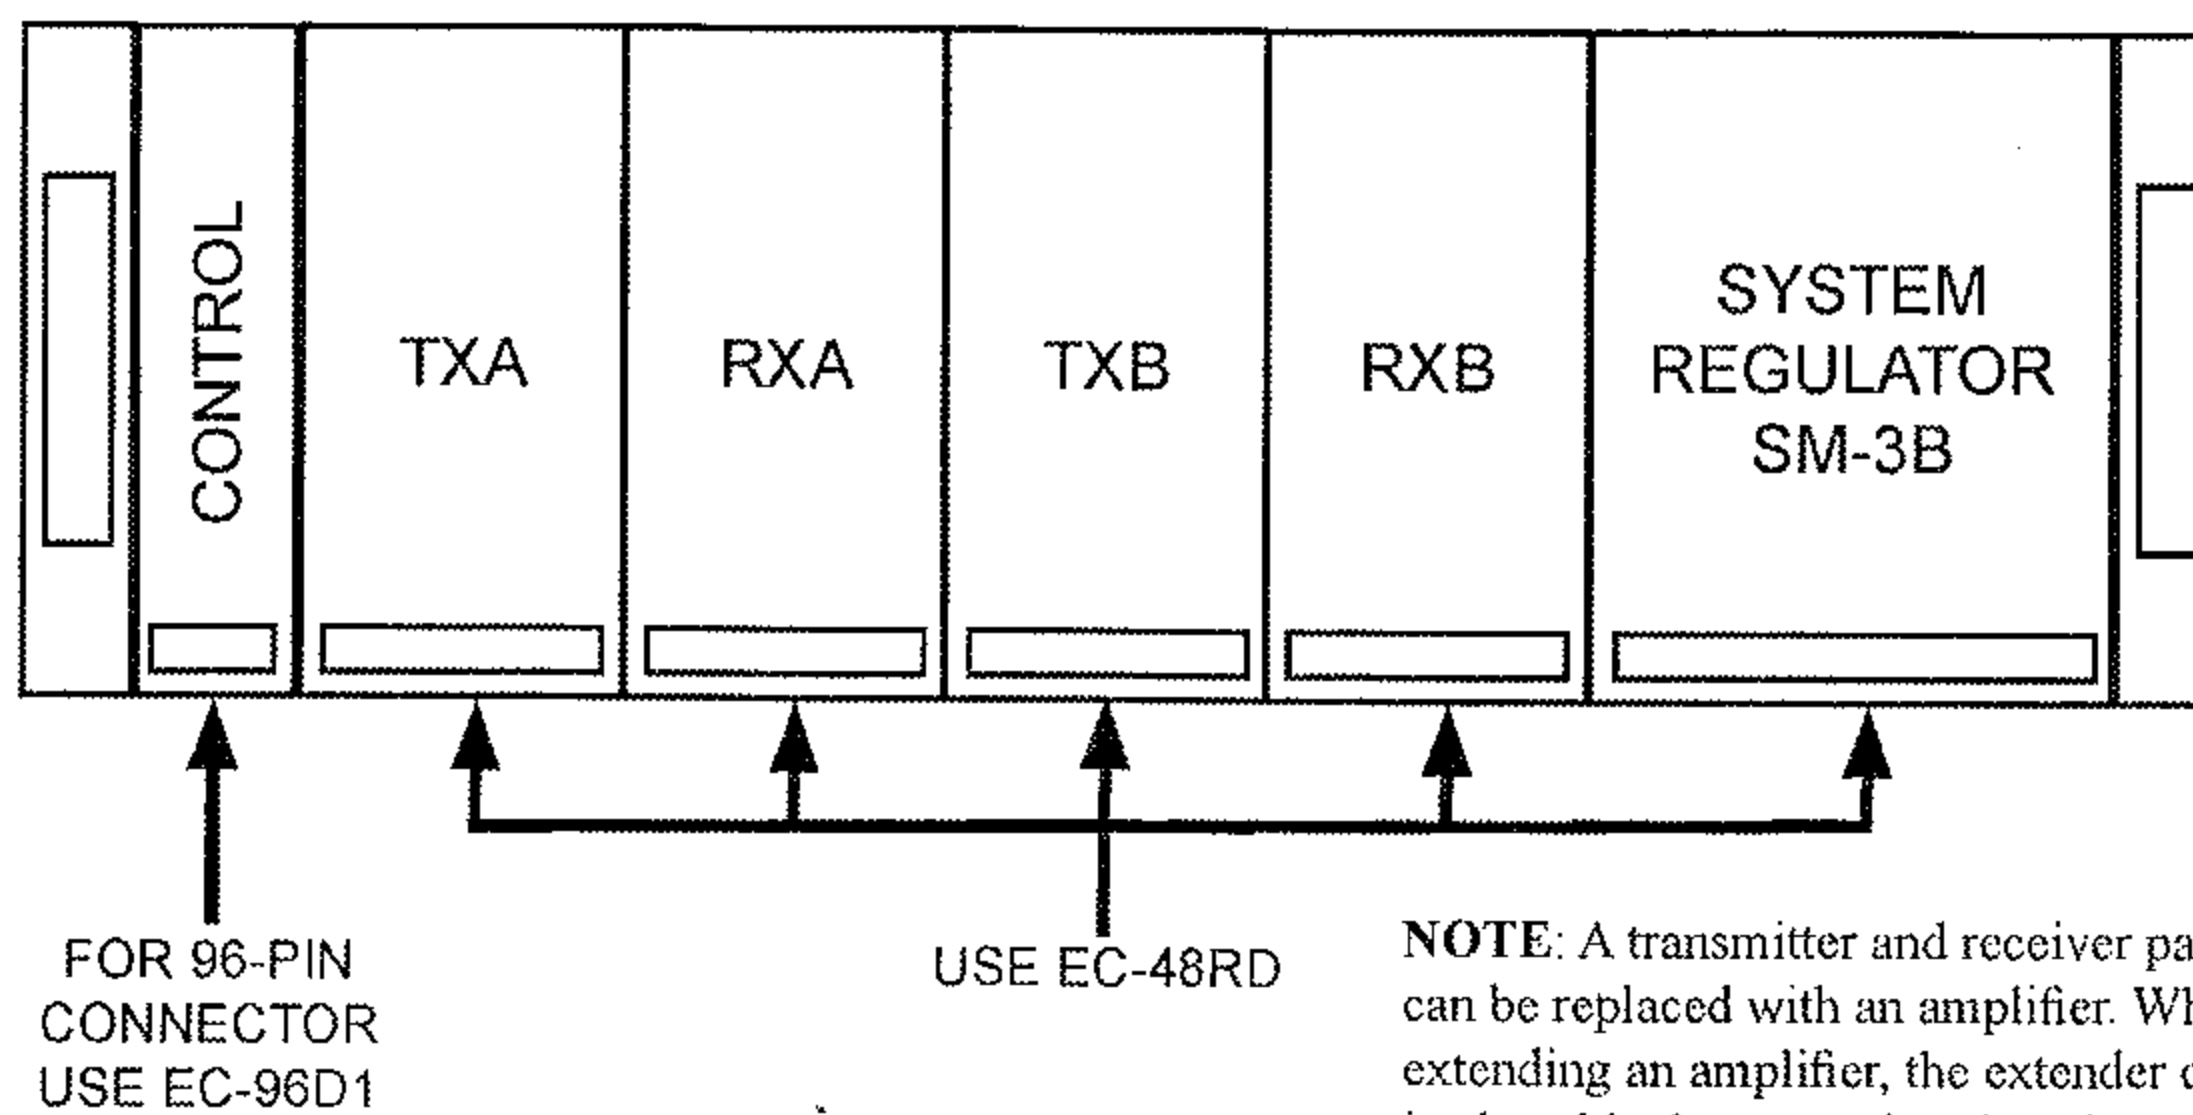 CONTROL
TXA
RXA
TXB
RXB
SYSTEM
REGULATOR
SM-3B
FOR 96-PIN
CONNECTOR
USE EC-96D1
USE EC-48RD
NOTE: A transmitter and receiver pa
can be replaced with an amplifier. Wh
extending an amplifier, the extender c